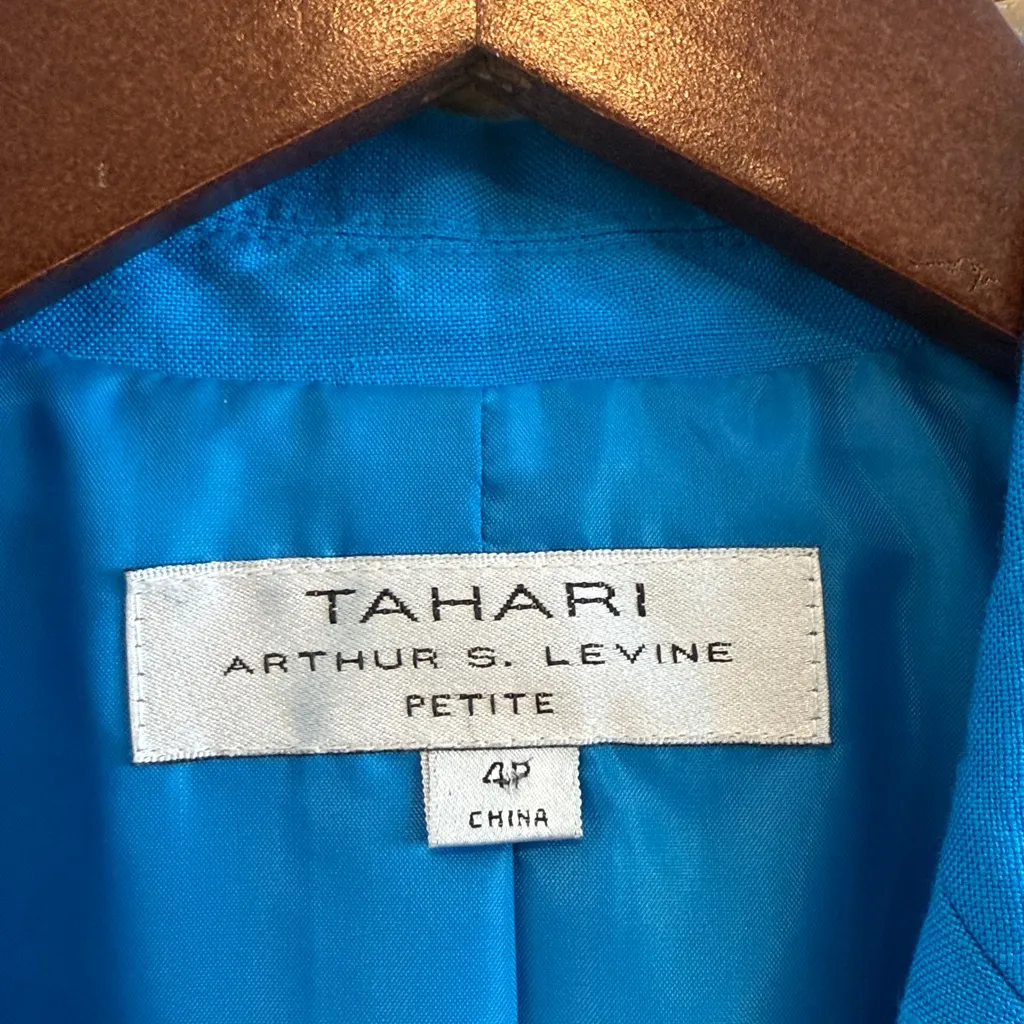 TAHARI
ARTHUR S. LEVINE
PETITE
4P
CHINA